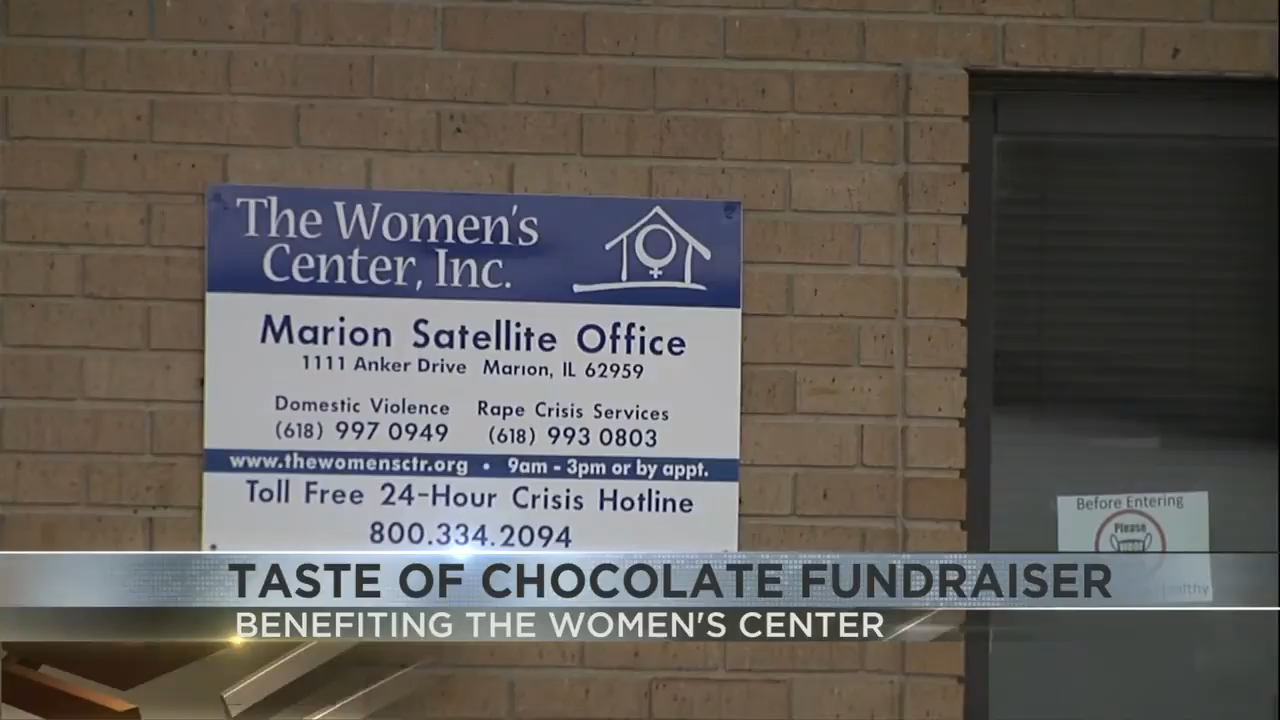 The Women's
Center, Inc.
Marion Satellite Office
1111 Anker Drive Marion, IL 62959
Domestic Violence Rape Crisis Services
(618) 997 0949 (618) 993 0803
www.thewomensctr.org • 9am - 3pm or by appt.
Toll Free 24-Hour Crisis Hotline
800.334.2094
Before Entering
Please
TASTE OF CHOCOLATE FUNDRAISER
BENEFITING THE WOMEN'S CENTER